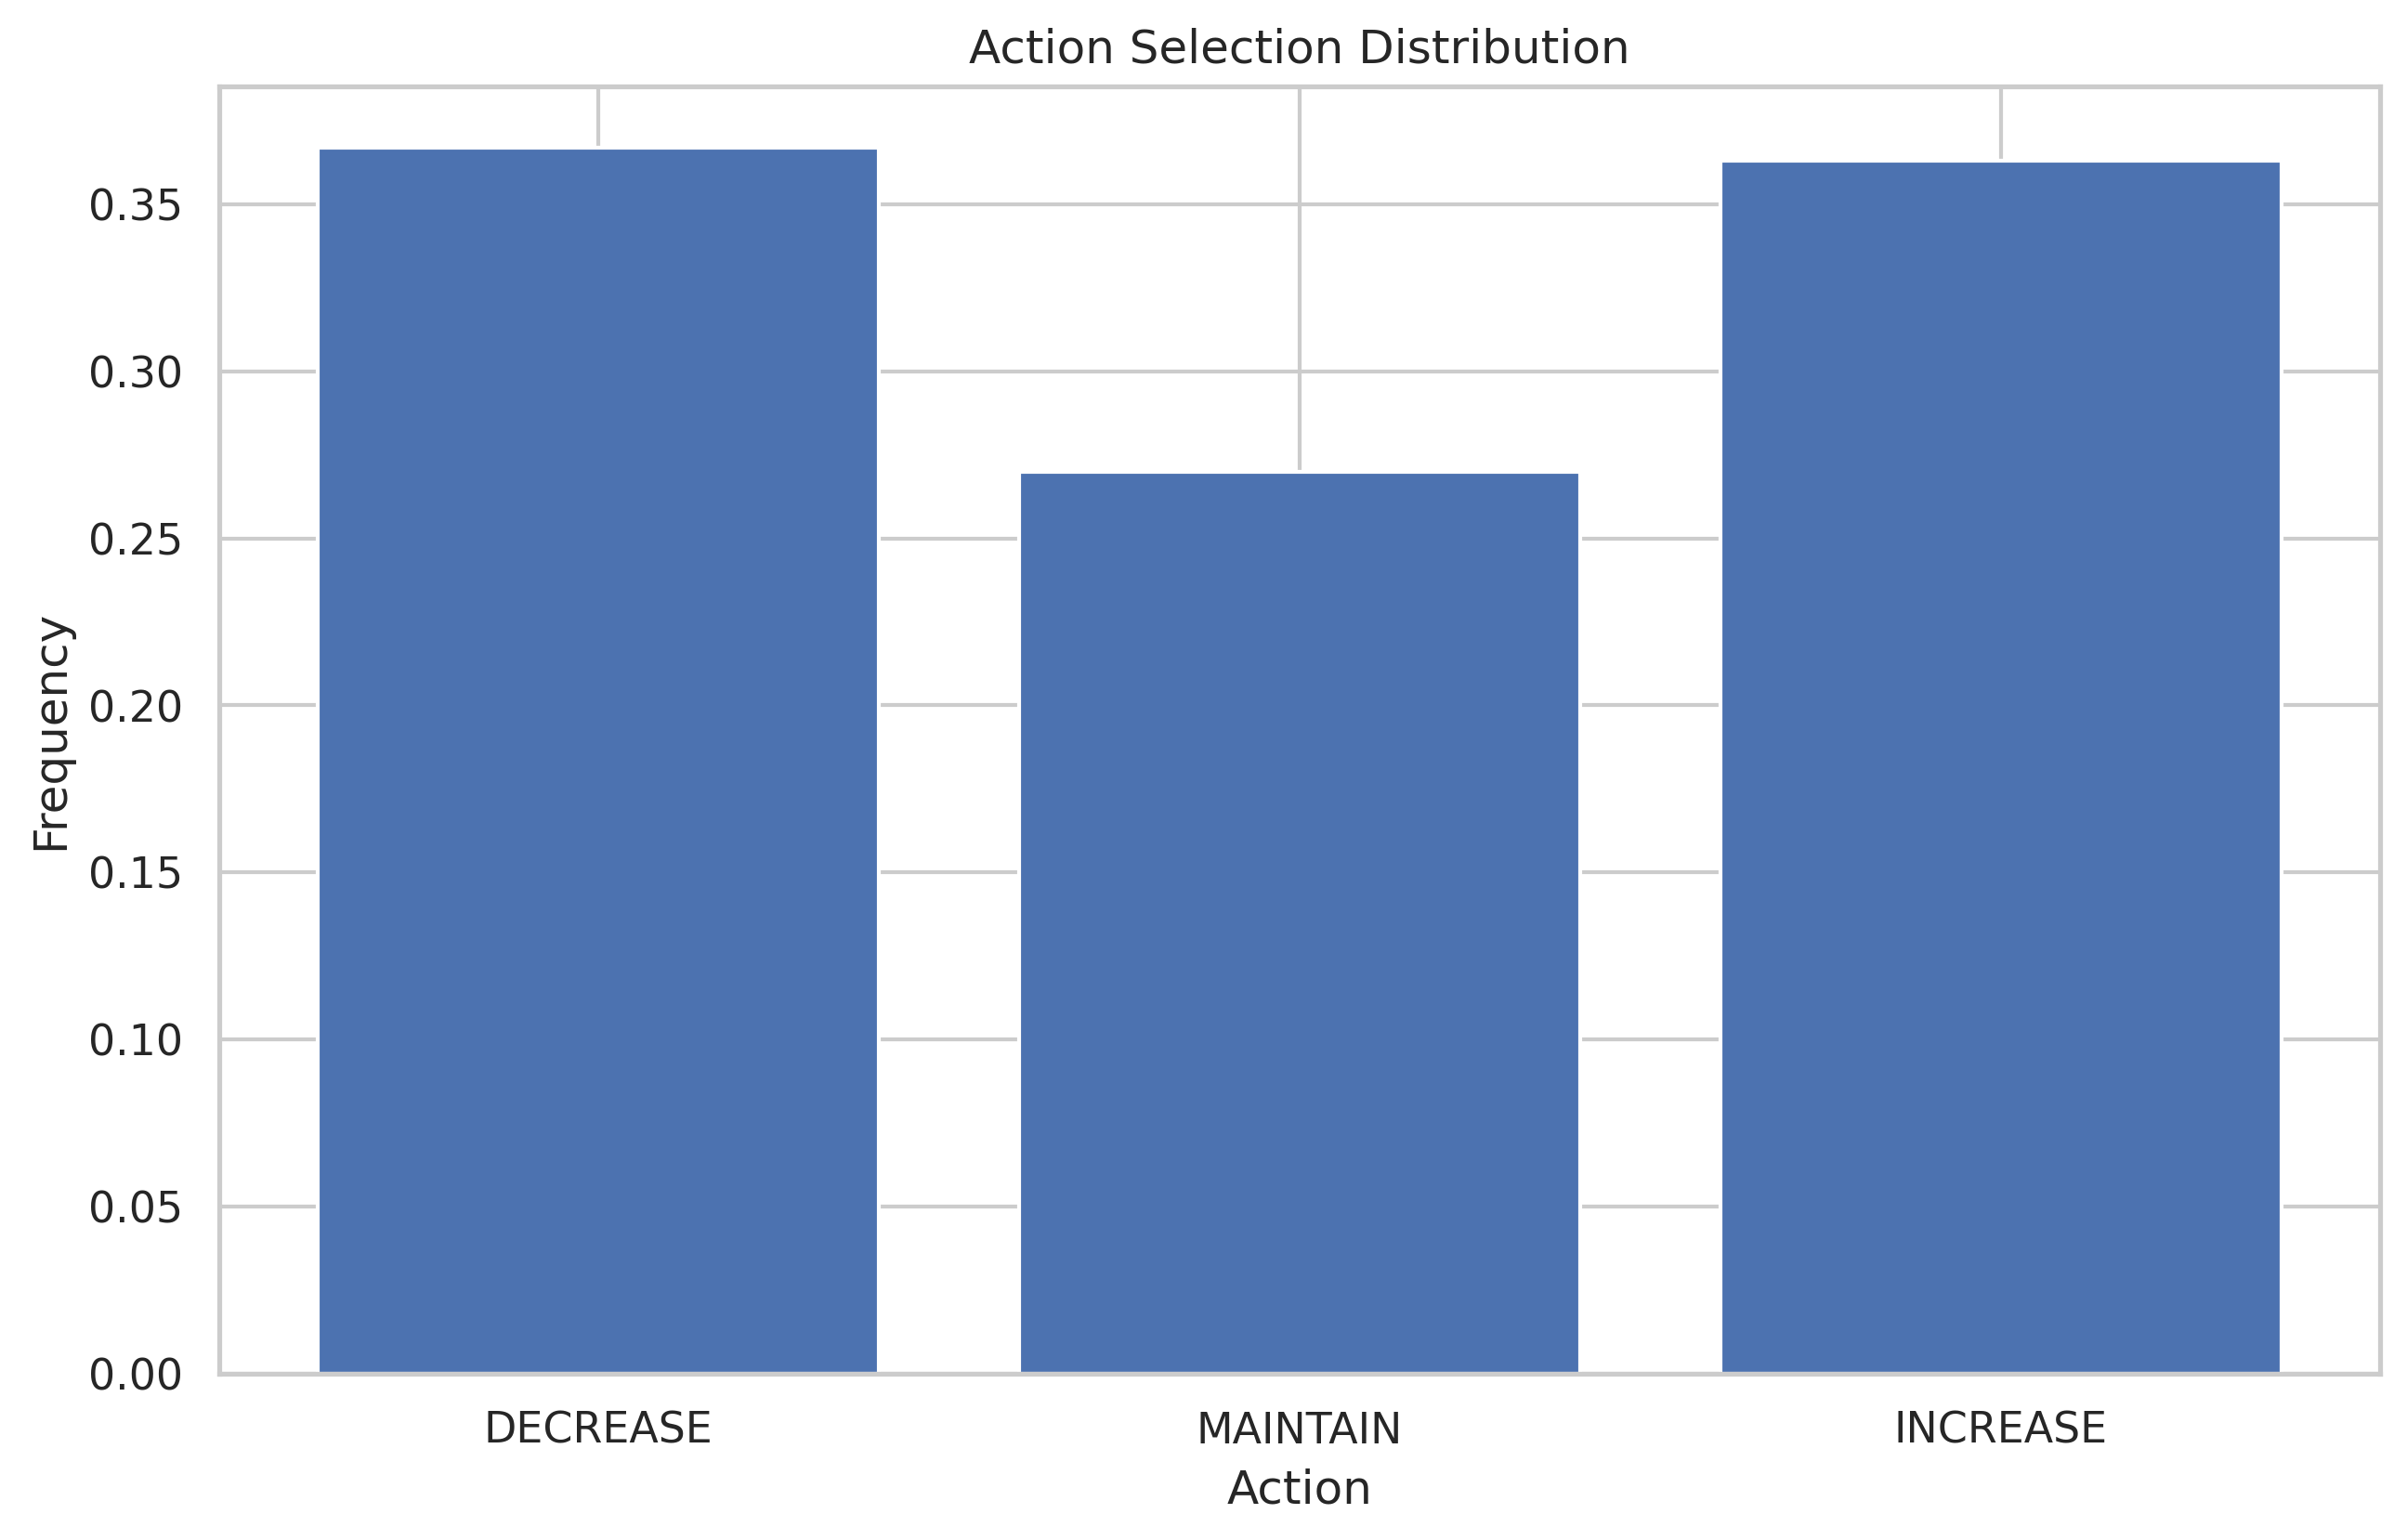 Action Selection Distribution
Frequency
0.35
0.30
0.25
0.20
0.15
0.10
0.05
0.00
DECREASE MAINTAIN INCREASE
Action